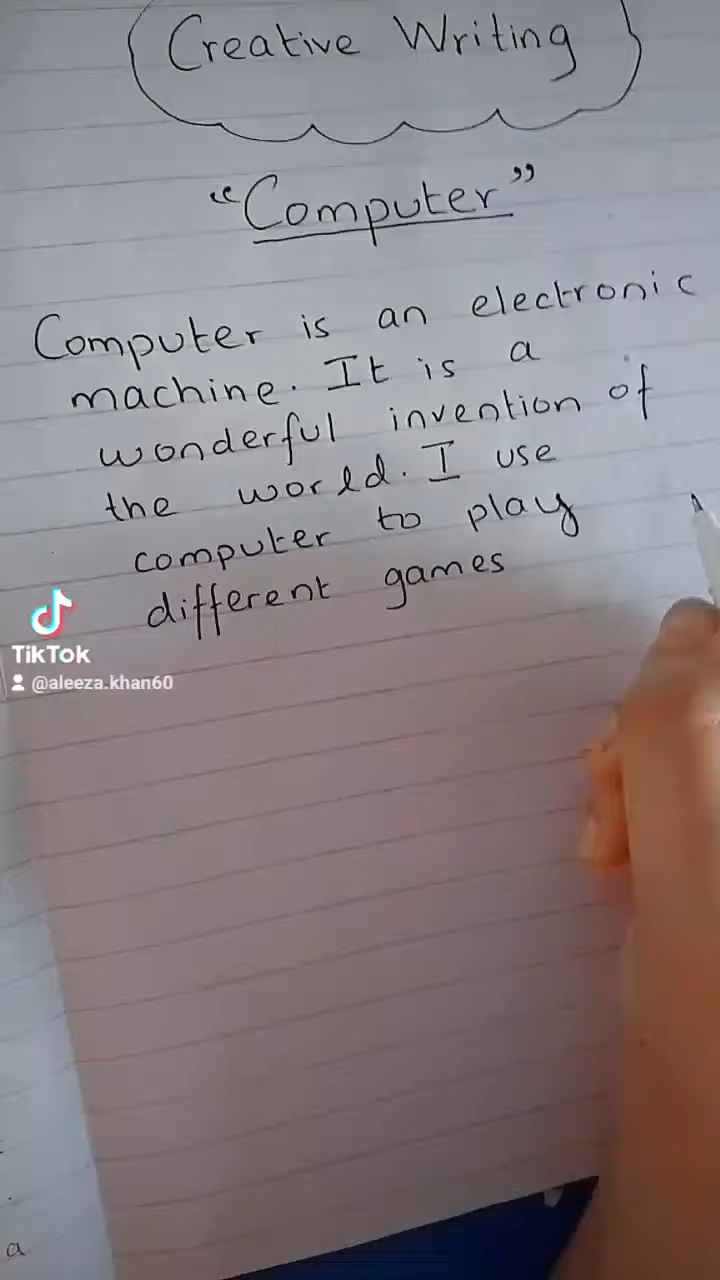 Creative Writing
"Computer"
Computer is an electronic
machine. It is a
wonderful invention of
the world. I use
computer to play
different games
TikTok
@aleeza.khan60
a